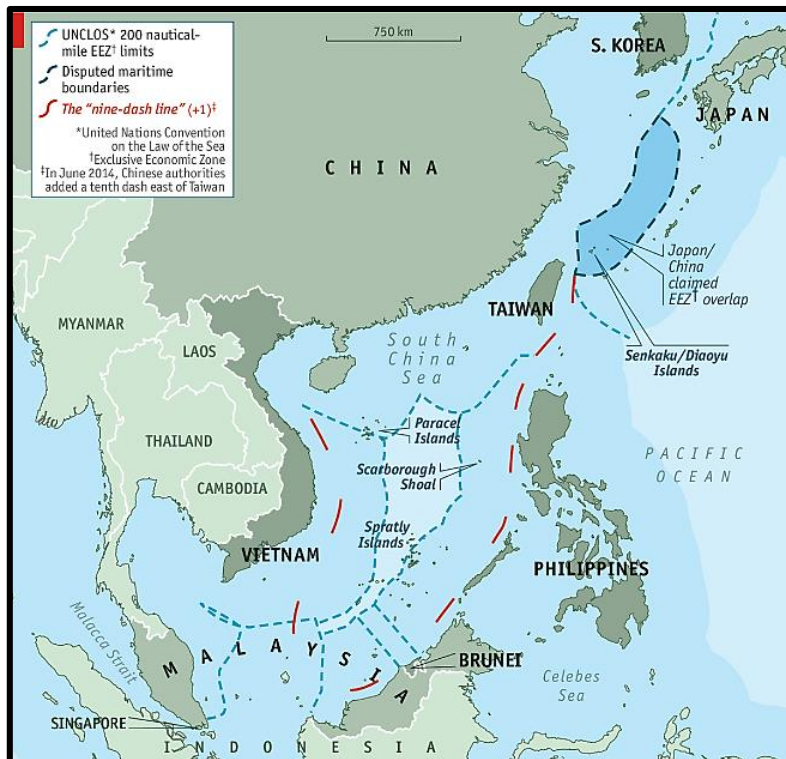 UNCLOS* 200 nautical-
mile EEZ† limits
Disputed maritime
boundaries
The “nine-dash line” (+1)‡
*United Nations Convention
on the Law of the Sea
†Exclusive Economic Zone
‡In June 2014, Chinese authorities
added a tenth dash east of Taiwan
750 km
S. KOREA
JAPAN
CHINA
Japan/
China
claimed
EEZ† overlap
TAIWAN
Senkaku/Diaoyu
Islands
MYANMAR
LAOS
South
China
Sea
Paracel
Islands
THAILAND
Scarborough
Shoal
PACIFIC
OCEAN
CAMBODIA
Spratly
Islands
VIETNAM
PHILIPPINES
Malacca Strait
MALAYSIA
BRUNEI
Celebes
Sea
SINGAPORE
INDONESIA